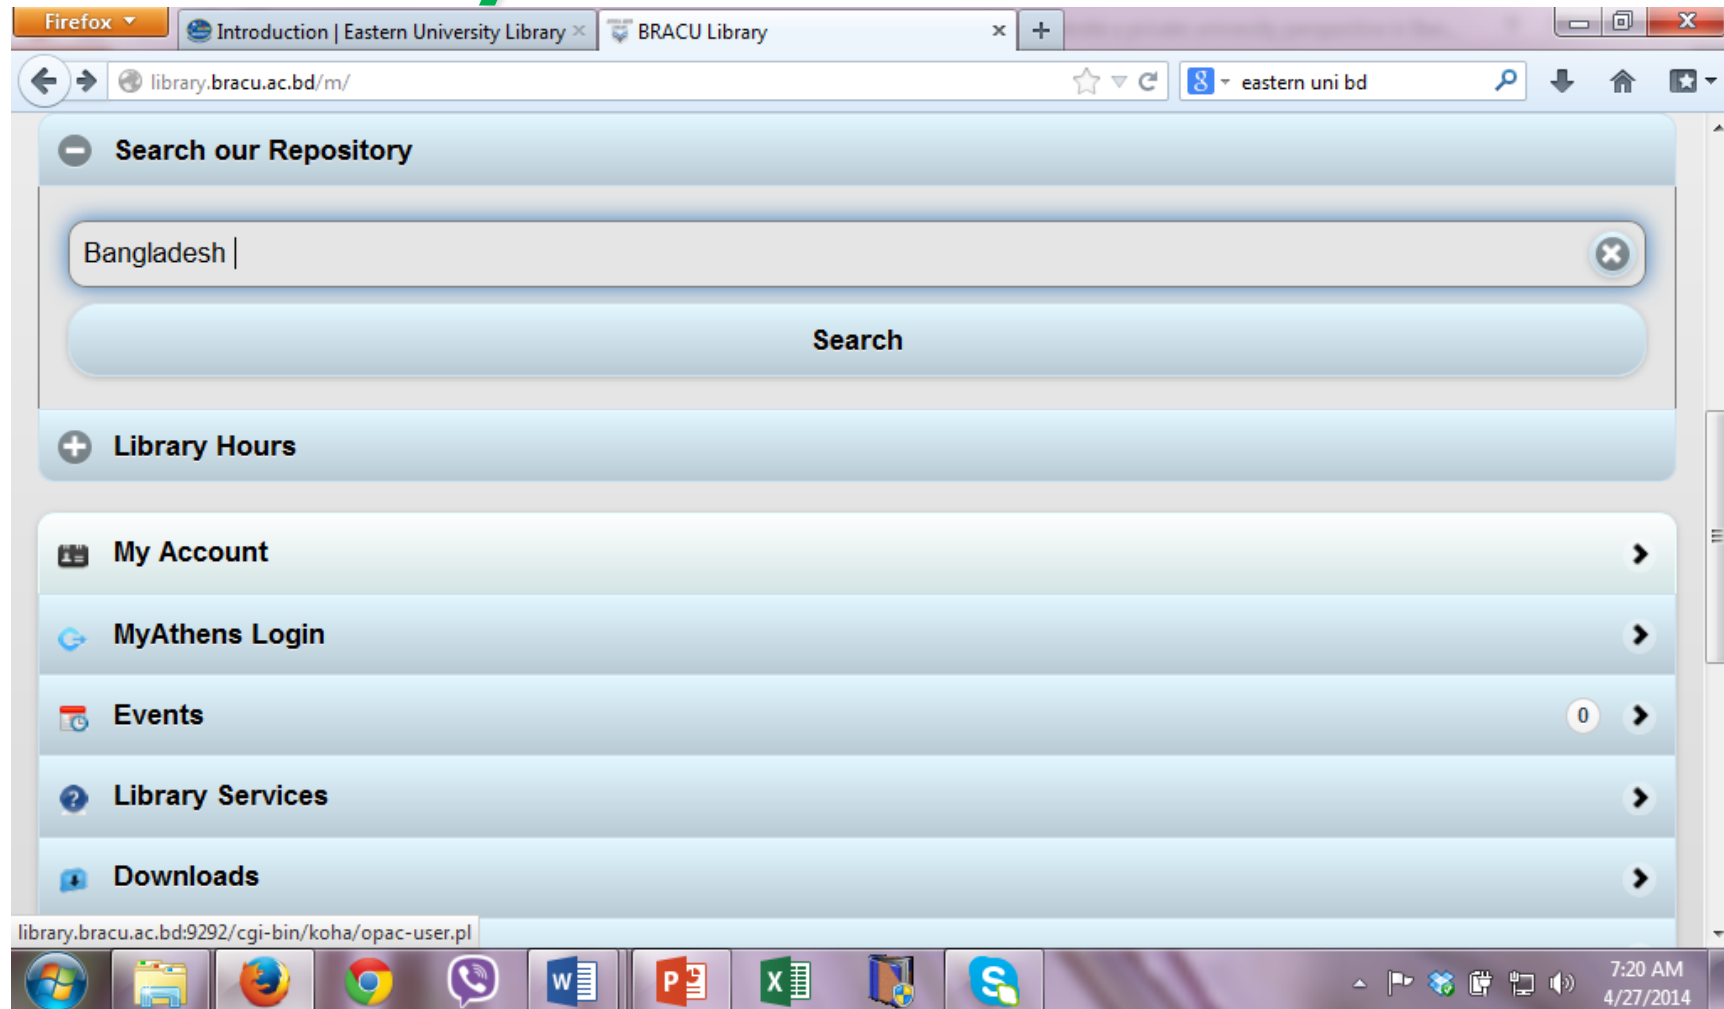 Firefox
Introduction | Eastern University Library
BRACU Library
library.bracu.ac.bd/m/
eastern uni bd
Search our Repository
Bangladesh
Search
Library Hours
My Account
MyAthens Login
Events
0
Library Services
Downloads
library.bracu.ac.bd:9292/cgi-bin/koha/opac-user.pl
7:20 AM
4/27/2014